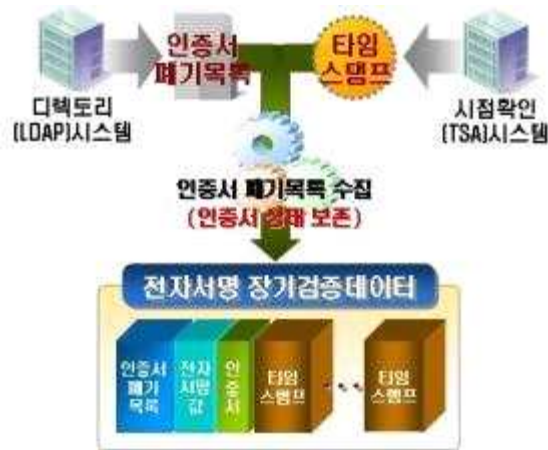 인증서
폐기목록
타임
스탬프
디렉토리
(LDAP)시스템
시점확인
(TSA)시스템
인증서 폐기목록 수집
(인증서 상태 보존)
전자서명 장기검증데이터
인증서
폐기
목록
전자
서명
값
인
증
서
타임
스탬프
타임
스탬프